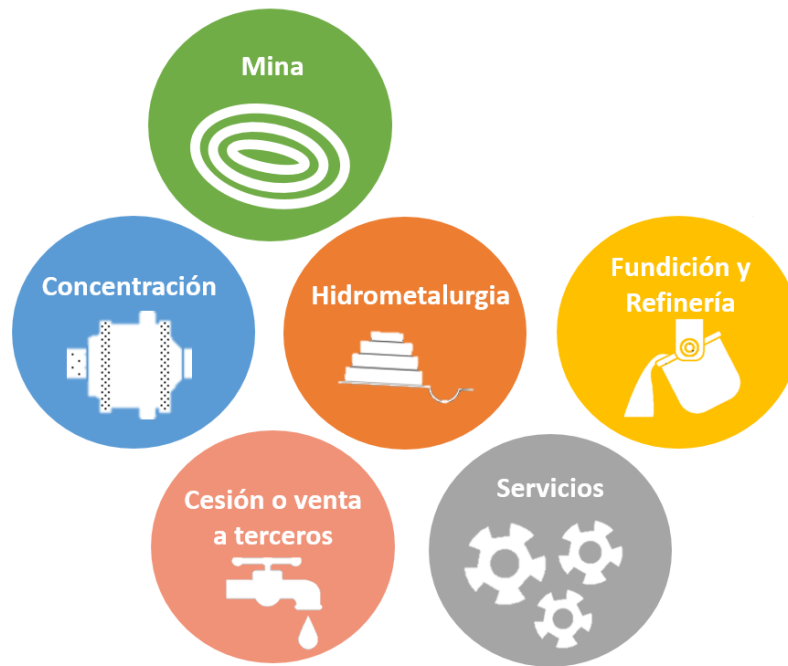 Mina
Concentración
Hidrometalurgia
Fundición y
Refinería
Cesión o venta
a terceros
Servicios